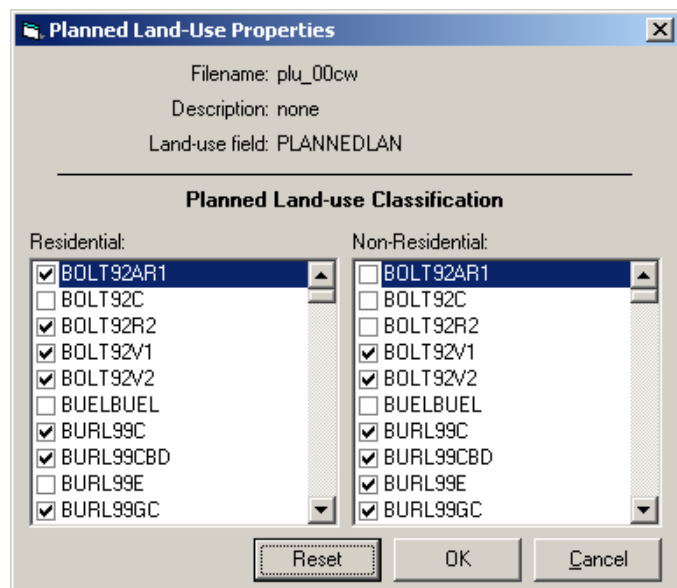 Planned Land-Use Properties
Filename: plu_00cw
Description: none
Land-use field: PLANNEDLAN
Planned Land-use Classification
Residential:
BOLT92AR1
BOLT92C
BOLT92R2
BOLT92V1
BOLT92V2
BUELBUEL
BURL99C
BURL99CBD
BURL99E
BURL99GC
Non-Residential:
BOLT92AR1
BOLT92C
BOLT92R2
BOLT92V1
BOLT92V2
BUELBUEL
BURL99C
BURL99CBD
BURL99E
BURL99GC
Reset OK Cancel